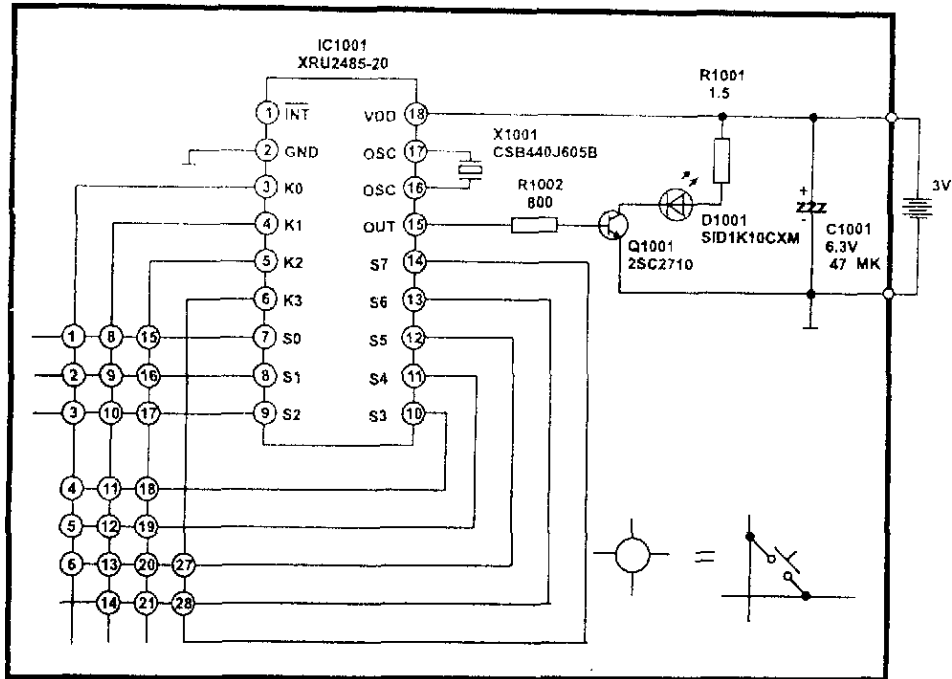 IC1001
XRU2485-20
R1001
1.5
1 INT VDD 18
X1001
CSB440J605B
2 GND OSC 17
3 K0 OSC 16
R1002
800
4 K1 OUT 15
3V
D1001
SID1K10CXM
C1001
6.3V
47 MK
+
-
Q1001
2SC2710
5 K2 S7 14
6 K3 S6 13
1 8 15 7 S0 S5 12
2 9 16 8 S1 S4 11
3 10 17 9 S2 S3 10
4 11 18
5 12 19
6 13 20 27
=
14 21 28